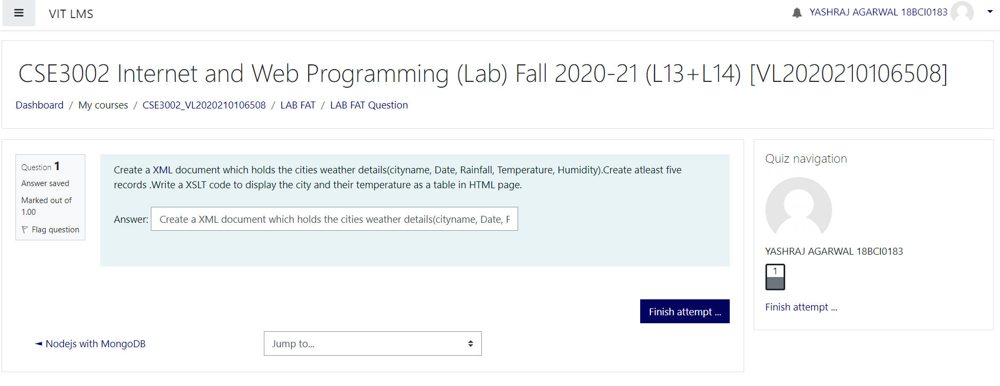 VIT LMS
YASHRAJ AGARWAL 18BCI0183
CSE3002 Internet and Web Programming (Lab) Fall 2020-21 (L13+L14) [VL2020210106508]
Dashboard / My courses / CSE3002_VL2020210106508 / LAB FAT / LAB FAT Question
Question 1
Answer saved
Marked out of
1.00
Flag question
Create a XML document which holds the cities weather details(cityname, Date, Rainfall, Temperature, Humidity).Create atleast five
records .Write a XSLT code to display the city and their temperature as a table in HTML page.
Answer: Create a XML document which holds the cities weather details(cityname, Date, F
Finish attempt ...
◄ Nodejs with MongoDB
Jump to...
Quiz navigation
YASHRAJ AGARWAL 18BCI0183
1
Finish attempt ...